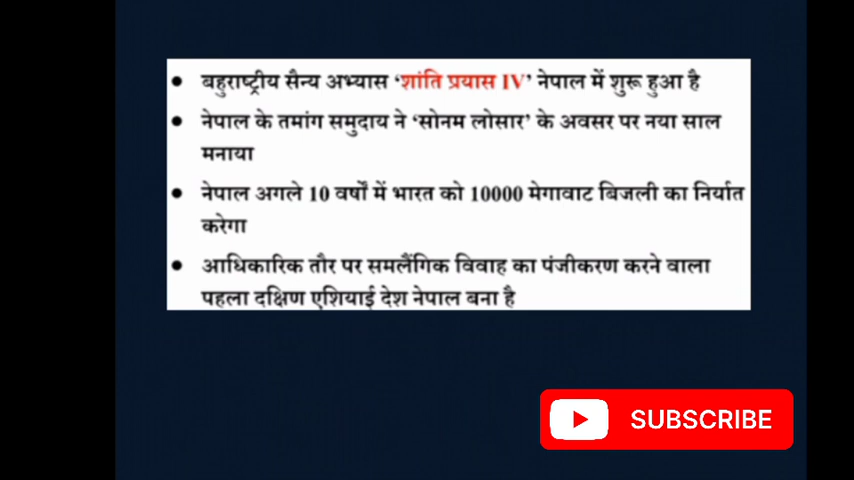 • बहुराष्ट्रीय सैन्य अभ्यास ‘शांति प्रयास IV’ नेपाल में शुरू हुआ है
• नेपाल के तमांग समुदाय ने ‘सोनम लोसार’ के अवसर पर नया साल
मनाया
• नेपाल अगले 10 वर्षों में भारत को 10000 मेगावाट बिजली का निर्यात
करेगा
• आधिकारिक तौर पर समलैंगिक विवाह का पंजीकरण करने वाला
पहला दक्षिण एशियाई देश नेपाल बना है
SUBSCRIBE